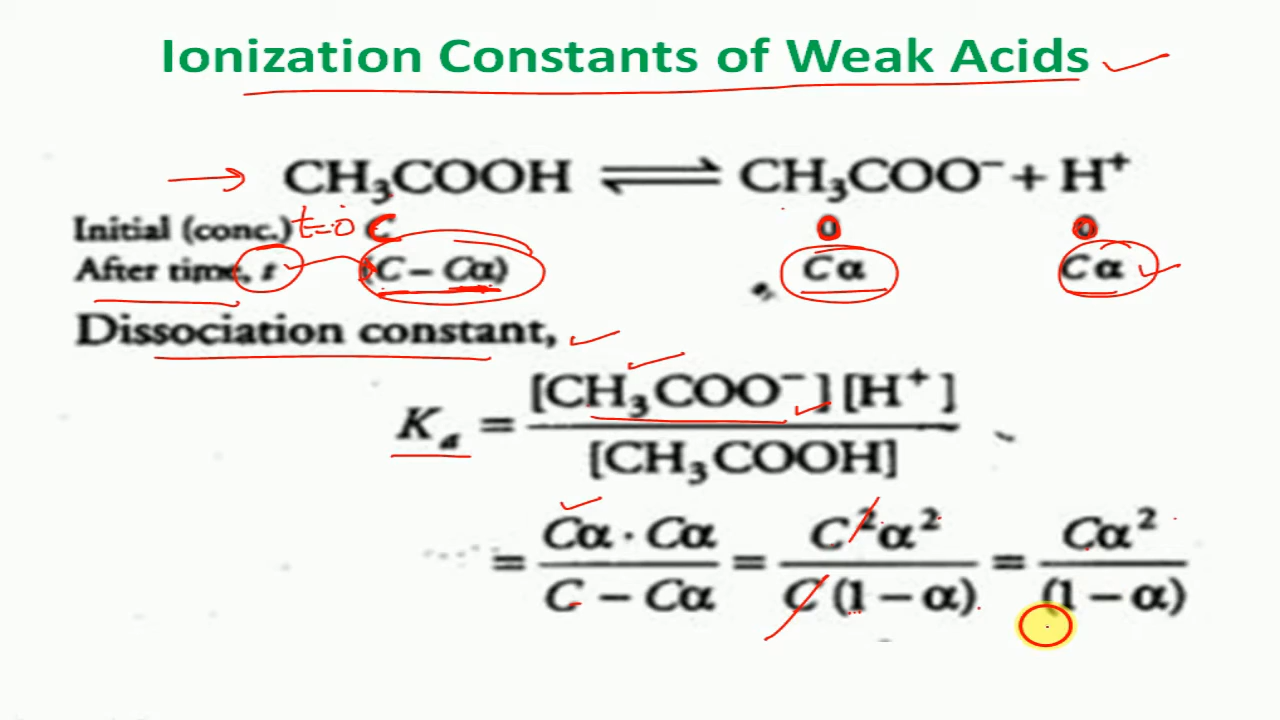 Ionization Constants of Weak Acids
CH₃COOH ⇌ CH₃COO⁻ + H⁺
Initial (conc.) t=0 C 0 0
After time, t (C – Cα) Cα Cα
Dissociation constant,
Kₐ = [CH₃COO⁻] [H⁺] / [CH₃COOH]
= Cα · Cα / C – Cα = C²α² / C (1 – α) = Cα² / (1 – α)